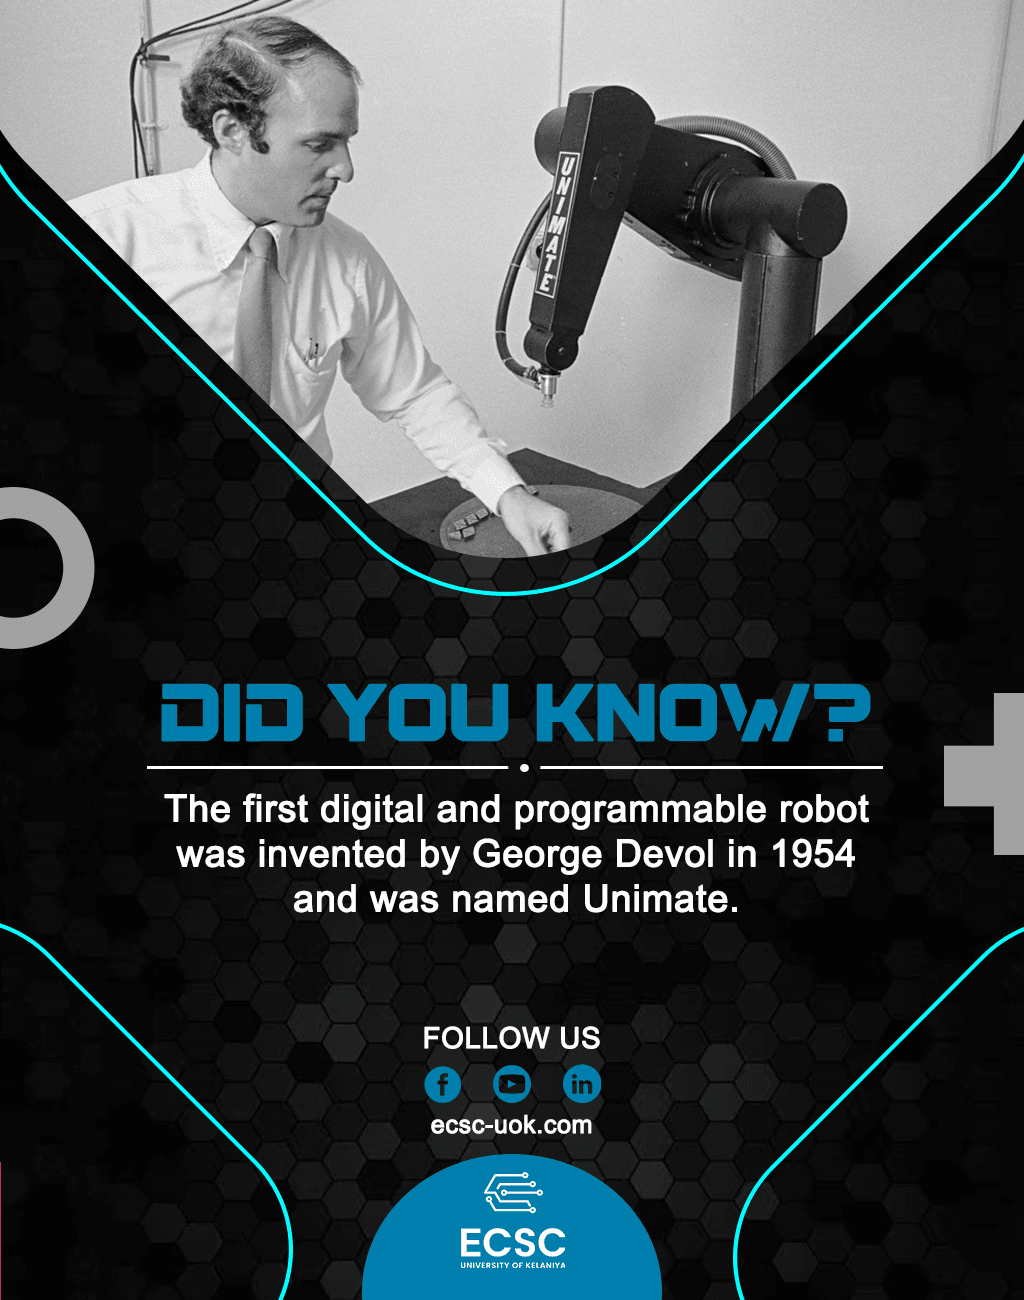 UNIMATE
DID YOU KNOW?
The first digital and programmable robot
was invented by George Devol in 1954
and was named Unimate.
FOLLOW US
ecsc-uok.com
ECSC
UNIVERSITY OF KELANIYA